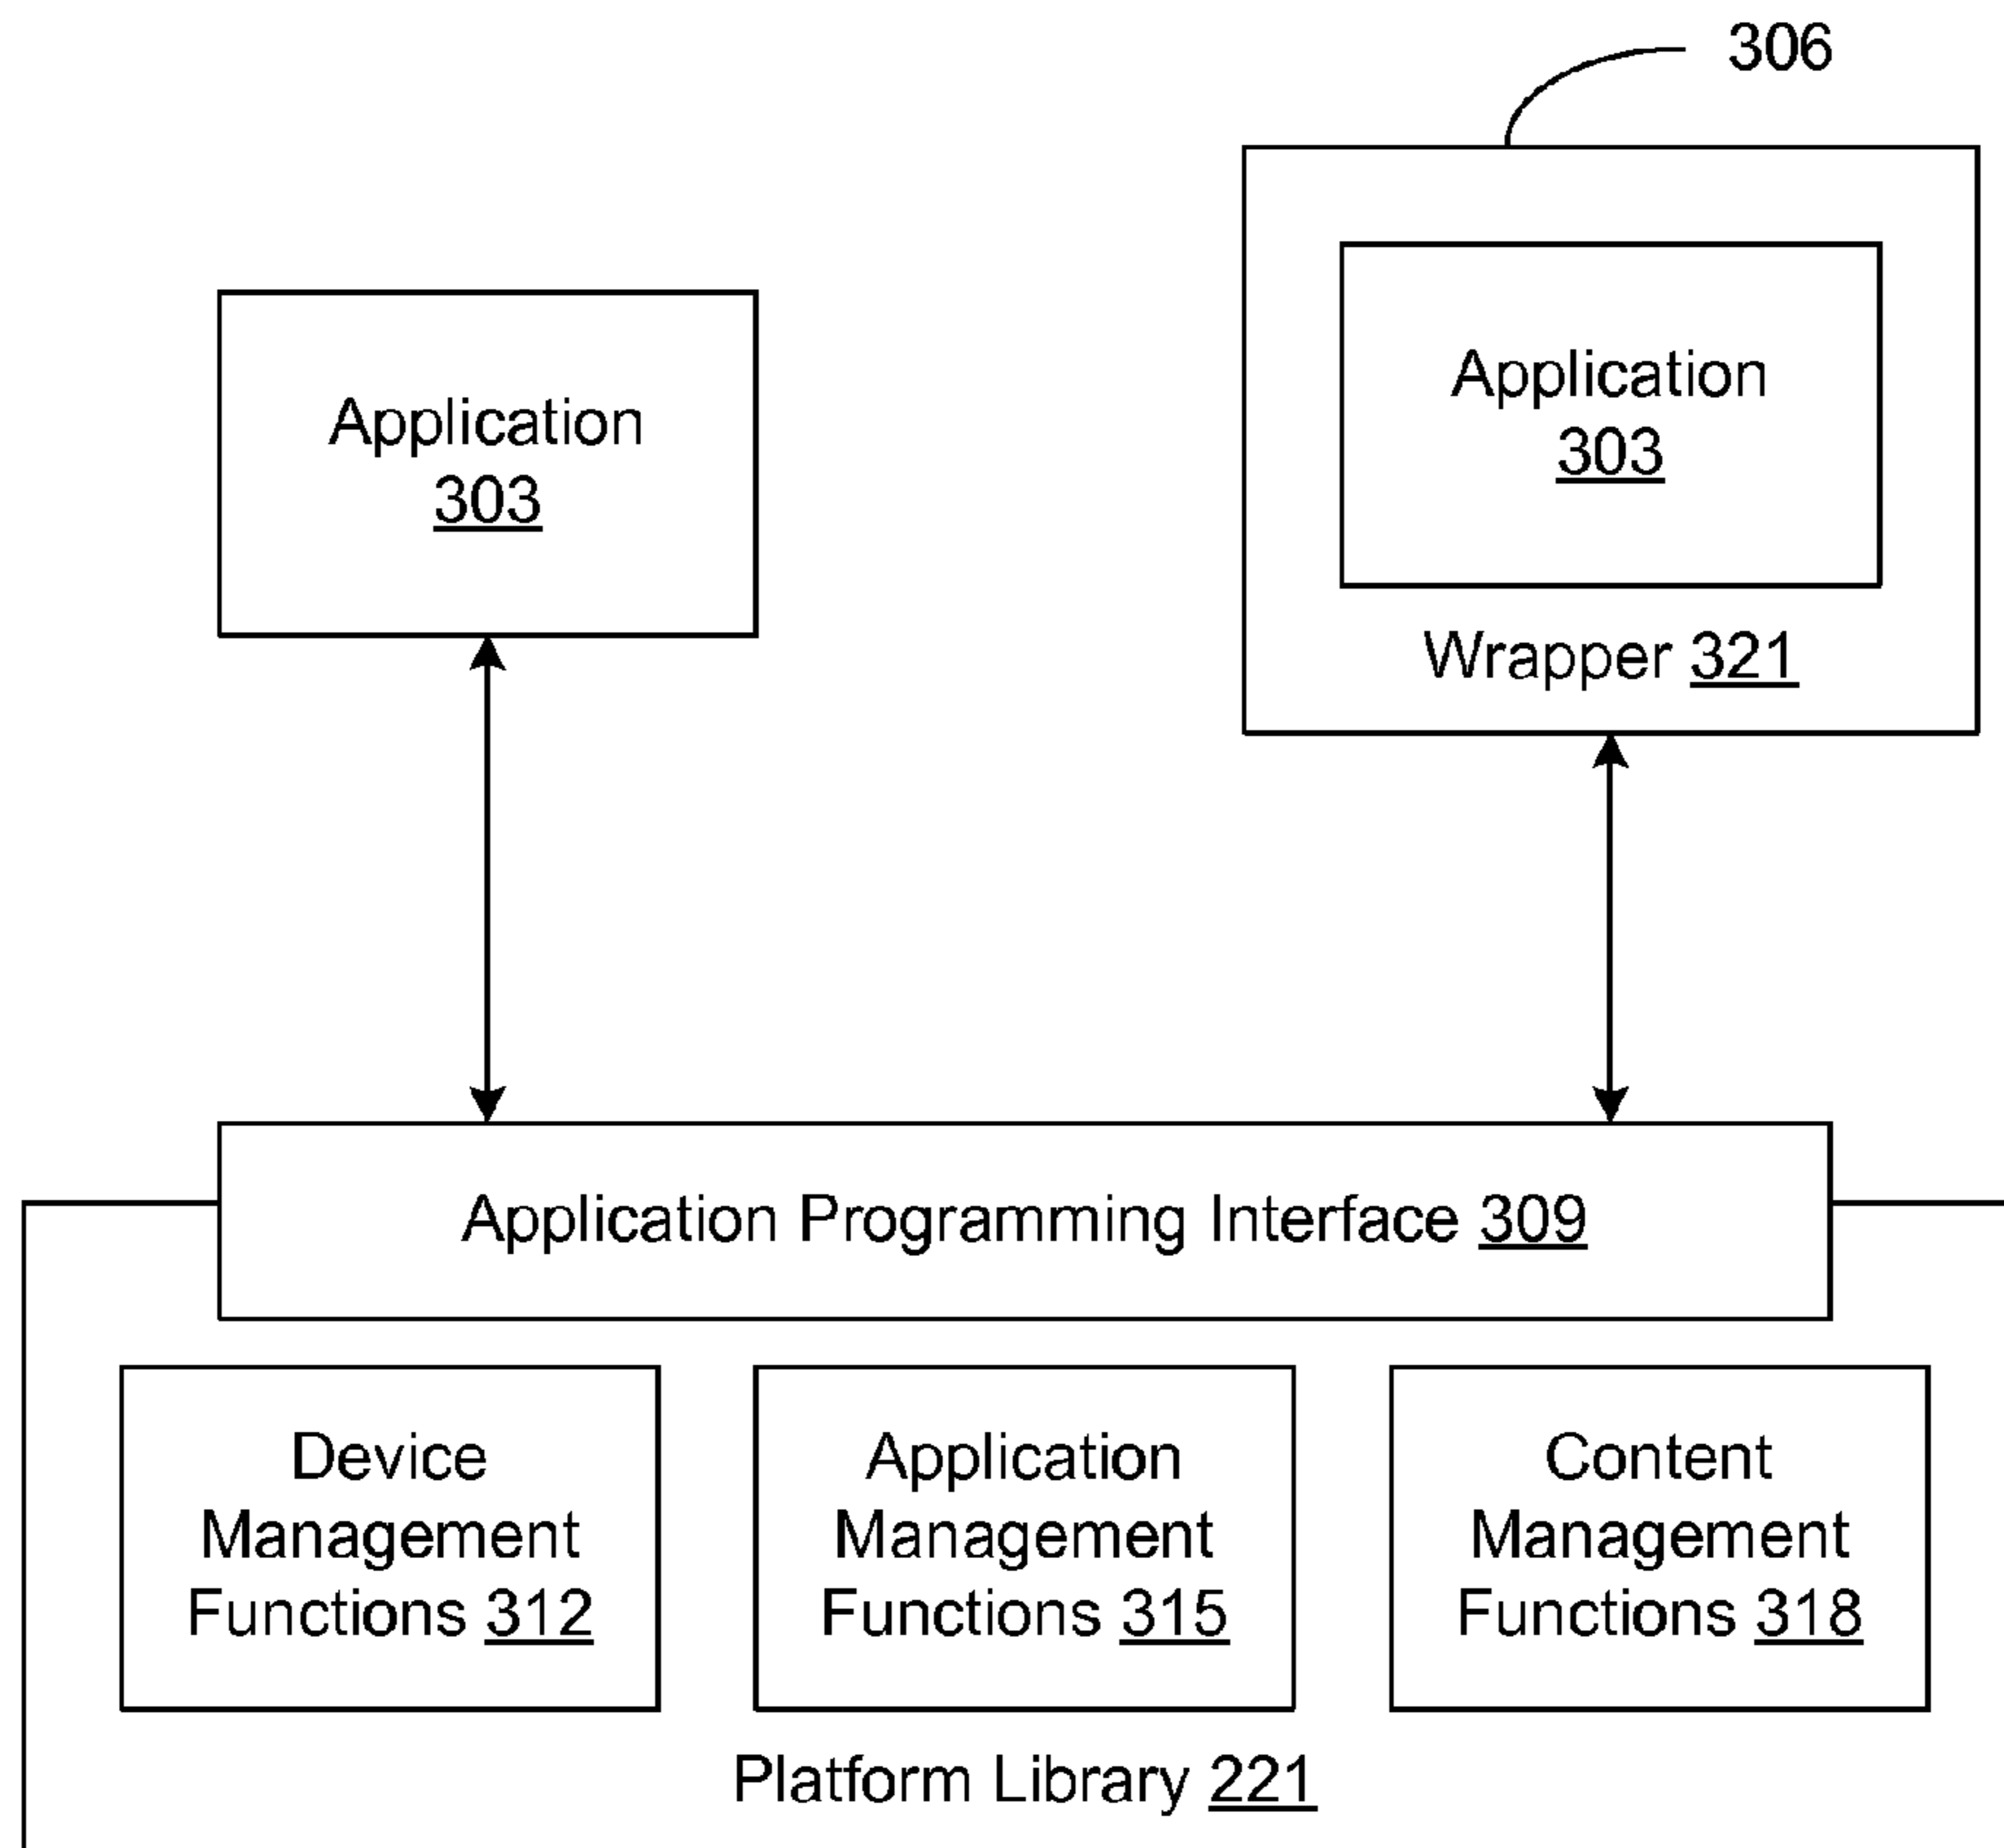 306
Application
303
Application
303
Wrapper 321
Application Programming Interface 309
Device
Management
Functions 312
Application
Management
Functions 315
Content
Management
Functions 318
Platform Library 221